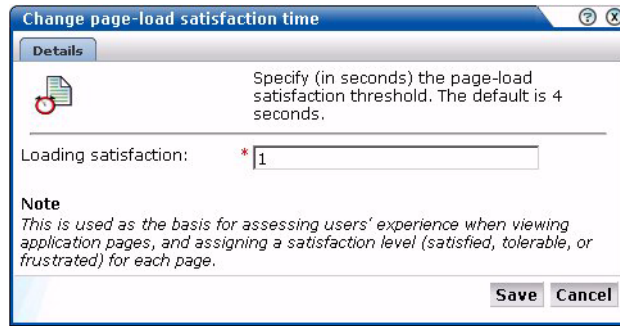 Change page-load satisfaction time
Details
Specify (in seconds) the page-load
satisfaction threshold. The default is 4
seconds.
Loading satisfaction: * 1
Note
This is used as the basis for assessing users' experience when viewing
application pages, and assigning a satisfaction level (satisfied, tolerable, or
frustrated) for each page.
Save Cancel